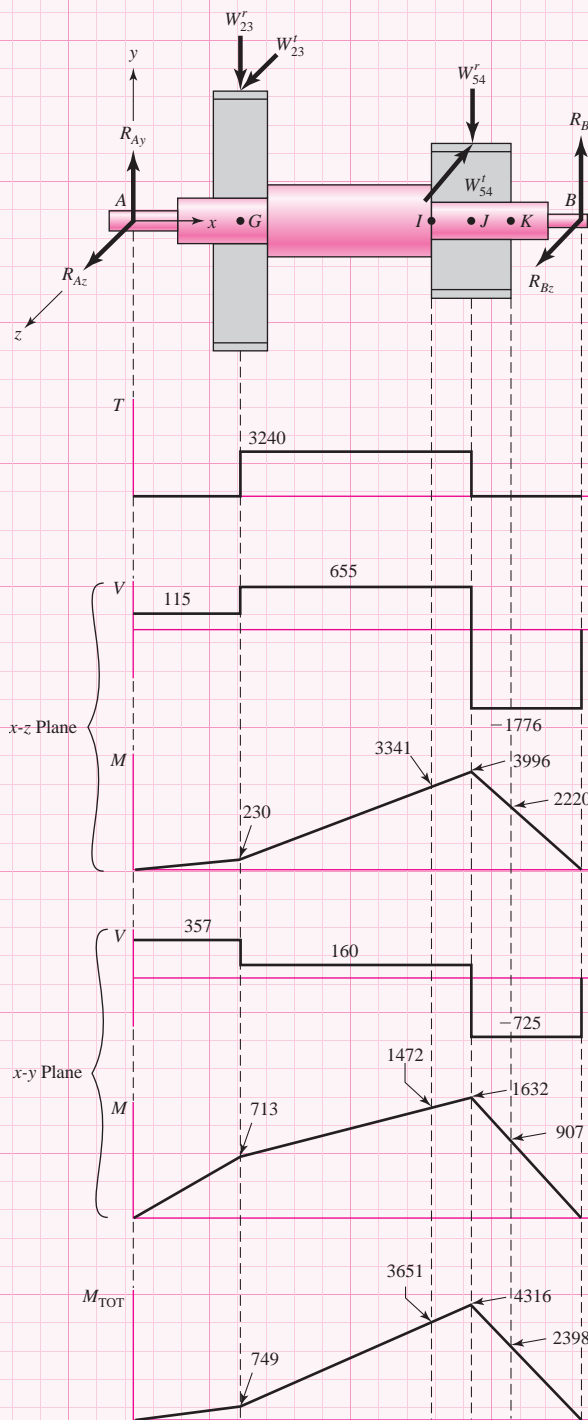 W^r_23
W^t_23
y
W^r_54
R_Ay
R_B
W^t_54
A
B
x
G
I
J
K
R_Az
R_Bz
z
T
3240
V
655
115
x-z Plane
−1776
M
3341
3996
2220
230
V
357
160
−725
x-y Plane
1472
1632
M
713
907
M_TOT
3651
4316
2398
749